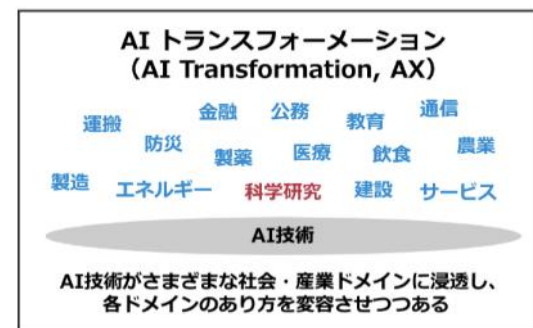 AI トランスフォーメーション
（AI Transformation, AX）
運搬 金融 公務 教育 通信
防災 製薬 医療 飲食 農業
製造 エネルギー 科学研究 建設 サービス
AI技術
AI技術がさまざまな社会・産業ドメインに浸透し、
各ドメインのあり方を変容させつつある